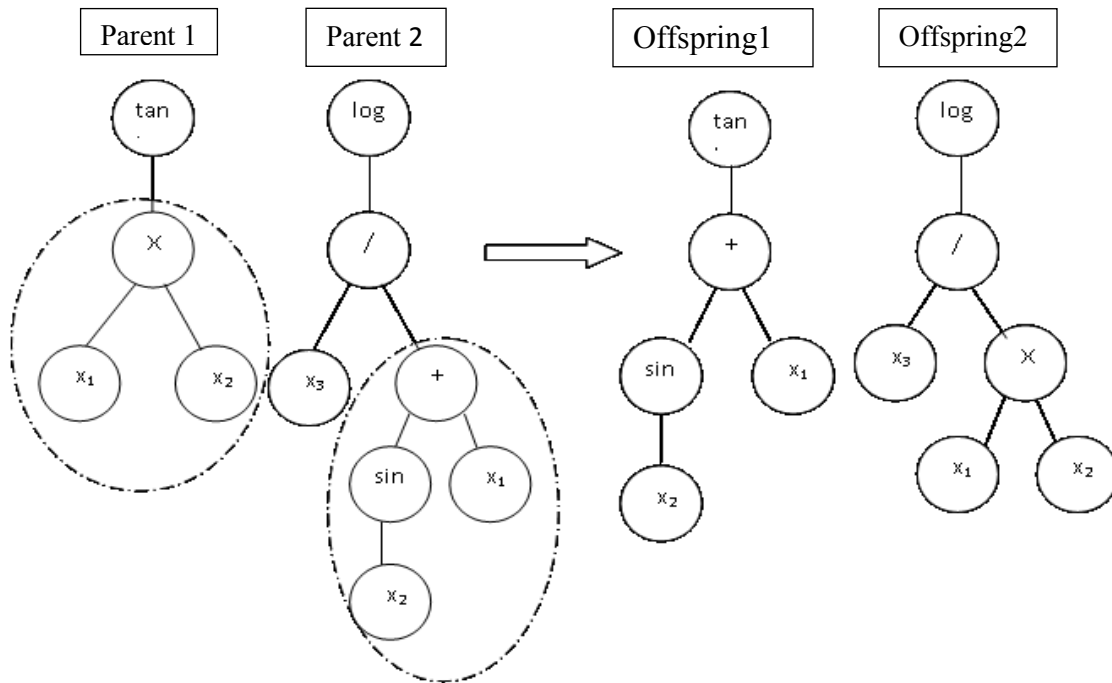 Parent 1
Parent 2
Offspring1
Offspring2
tan
.
×
x₁
x₂
log
/
x₃
+
sin
x₁
x₂
tan
.
+
sin
x₁
x₂
log
/
x₃
×
x₁
x₂